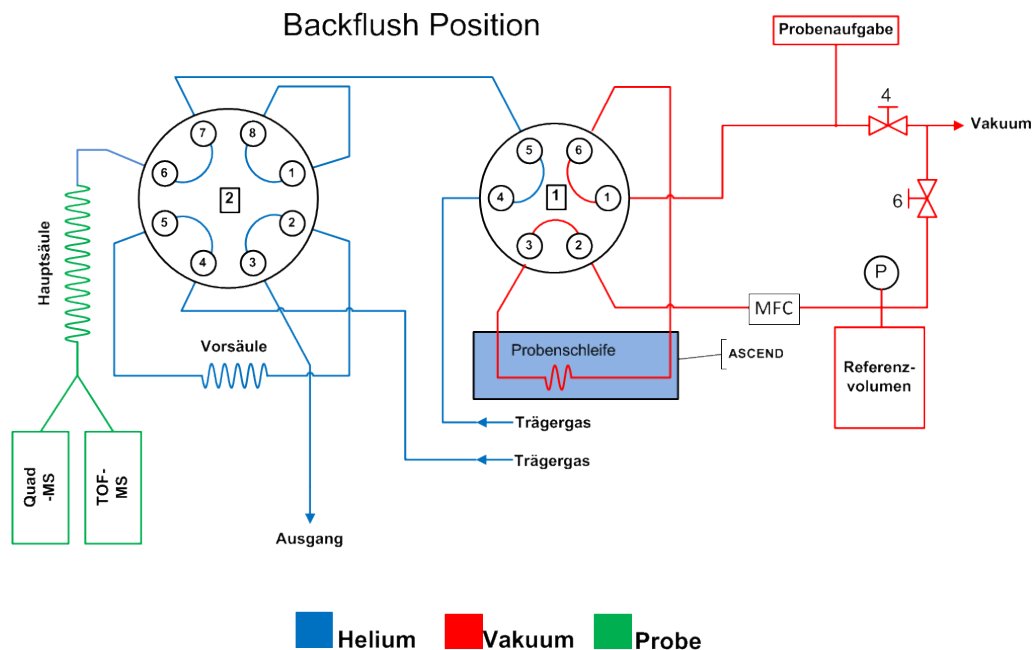 Backflush Position
Probenaufgabe
4
Vakuum
7
8
6
1
5
2
4
3
2
5
6
4
1
3
2
1
6
P
MFC
Hauptsäule
Vorsäule
Probenschleife
ASCEND
Referenz-
volumen
Trägergas
Trägergas
Quad
-MS
TOF-
MS
Ausgang
Helium
Vakuum
Probe